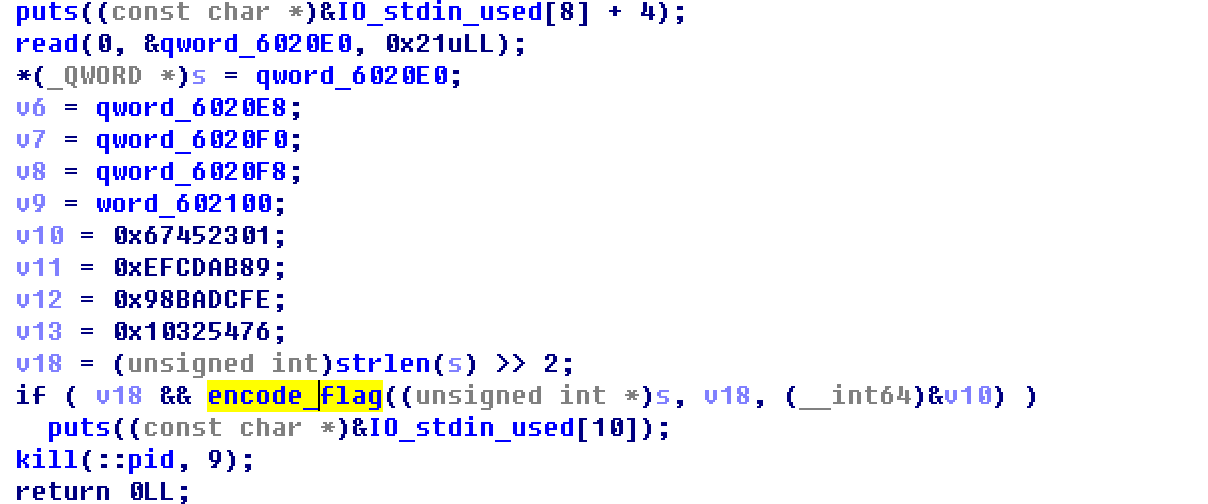 puts((const char *)&IO_stdin_used[8] + 4);
read(0, &qword_6020E0, 0x21uLL);
*(_QWORD *)s = qword_6020E0;
v6 = qword_6020E8;
v7 = qword_6020F0;
v8 = qword_6020F8;
v9 = word_602100;
v10 = 0x67452301;
v11 = 0xEFCDAB89;
v12 = 0x98BADCFE;
v13 = 0x10325476;
v18 = (unsigned int)strlen(s) >> 2;
if ( v18 && encode_flag((unsigned int *)s, v18, (__int64)&v10) )
puts((const char *)&IO_stdin_used[10]);
kill(::pid, 9);
return 0LL;